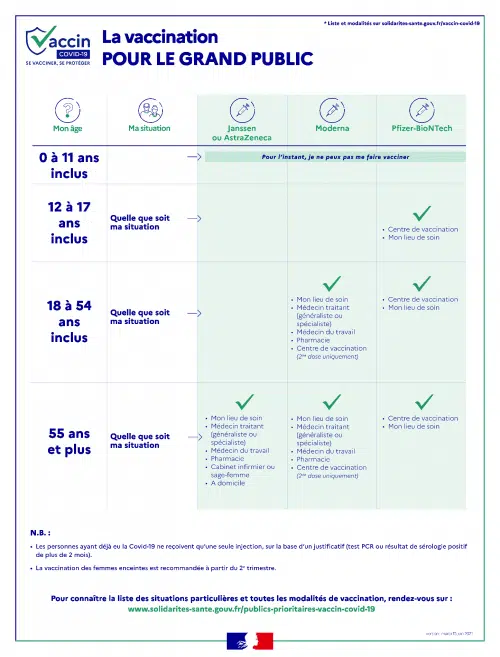 * Liste et modalités sur solidarites-sante.gouv.fr/vaccin-covid-19
Vaccin
COVID-19
SE VACCINER, SE PROTÉGER
La vaccination
POUR LE GRAND PUBLIC
Mon âge
Ma situation
Janssen
ou AstraZeneca
Moderna
Pfizer-BioNTech
0 à 11 ans
inclus
Pour l'instant, je ne peux pas me faire vacciner
12 à 17
ans
inclus
Quelle que soit
ma situation
• Centre de vaccination
• Mon lieu de soin
18 à 54
ans
inclus
Quelle que soit
ma situation
• Mon lieu de soin
• Médecin traitant
(généraliste ou
spécialiste)
• Médecin du travail
• Pharmacie
• Centre de vaccination
(2ème dose uniquement)
• Centre de vaccination
• Mon lieu de soin
55 ans
et plus
Quelle que soit
ma situation
• Mon lieu de soin
• Médecin traitant
(généraliste ou
spécialiste)
• Médecin du travail
• Pharmacie
• Cabinet infirmier ou
sage-femme
• A domicile
• Mon lieu de soin
• Médecin traitant
(généraliste ou
spécialiste)
• Médecin du travail
• Pharmacie
• Centre de vaccination
(2ème dose uniquement)
• Centre de vaccination
• Mon lieu de soin
N.B. :
• Les personnes ayant déjà eu la Covid-19 ne reçoivent qu'une seule injection, sur la base d'un justificatif (test PCR ou résultat de sérologie positif
de plus de 2 mois).
• La vaccination des femmes enceintes est recommandée à partir du 2e trimestre.
Pour connaître la liste des situations particulières et toutes les modalités de vaccination, rendez-vous sur :
www.solidarites-sante.gouv.fr/publics-prioritaires-vaccin-covid-19